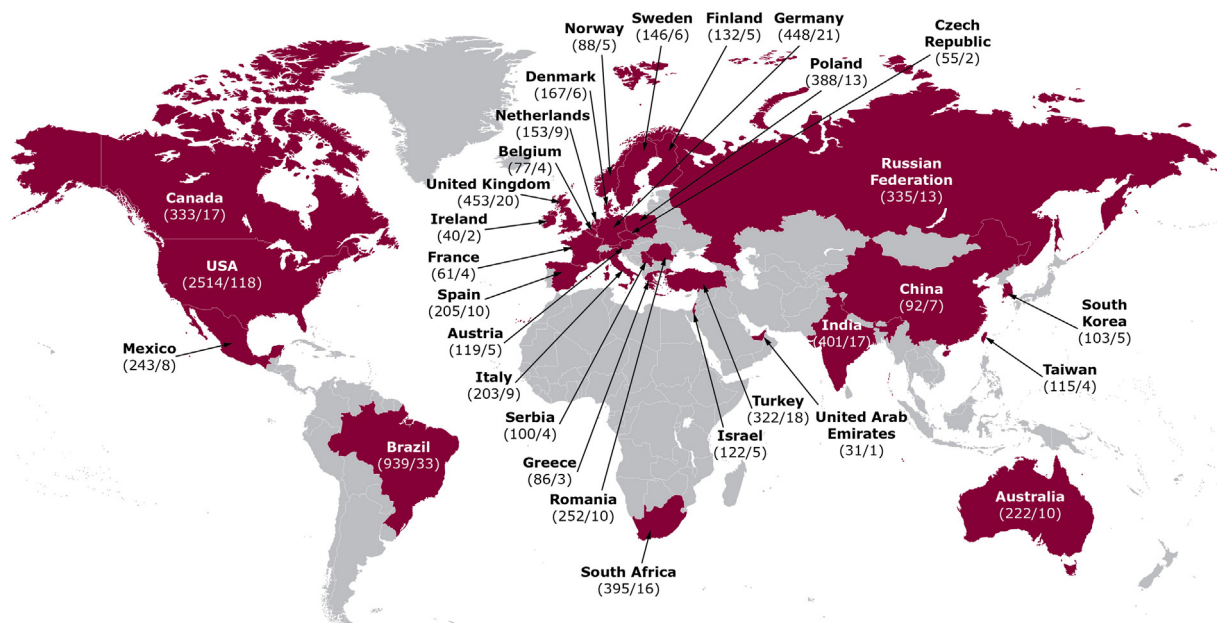 Sweden
(146/6)
Finland
(132/5)
Germany
(448/21)
Czech
Republic
(55/2)
Norway
(88/5)
Poland
(388/13)
Denmark
(167/6)
Netherlands
(153/9)
Belgium
(77/4)
United Kingdom
(453/20)
Ireland
(40/2)
France
(61/4)
Spain
(205/10)
Austria
(119/5)
Italy
(203/9)
Serbia
(100/4)
Greece
(86/3)
Romania
(252/10)
South Africa
(395/16)
Canada
(333/17)
USA
(2514/118)
Mexico
(243/8)
Brazil
(939/33)
Russian
Federation
(335/13)
China
(92/7)
India
(401/17)
South
Korea
(103/5)
Taiwan
(115/4)
Turkey
(322/18)
United Arab
Emirates
(31/1)
Israel
(122/5)
Australia
(222/10)